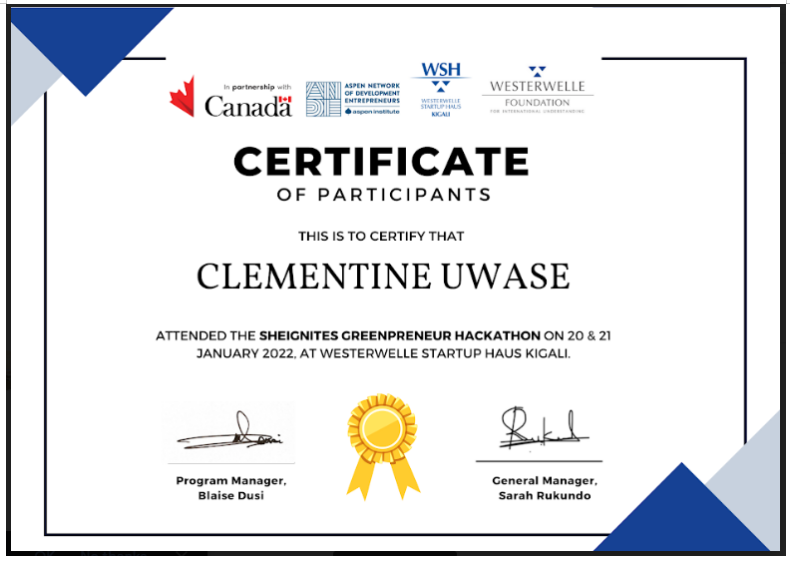 In partnership with
Canada
ANDE
ASPEN NETWORK
OF DEVELOPMENT
ENTREPRENEURS
aspen institute
WSH
WESTERWELLE
STARTUP HAUS
KIGALI
WESTERWELLE
FOUNDATION
FOR INTERNATIONAL UNDERSTANDING
CERTIFICATE
OF PARTICIPANTS
THIS IS TO CERTIFY THAT
CLEMENTINE UWASE
ATTENDED THE SHEIGNITES GREENPRENEUR HACKATHON ON 20 & 21
JANUARY 2022, AT WESTERWELLE STARTUP HAUS KIGALI.
Program Manager,
Blaise Dusi
General Manager,
Sarah Rukundo